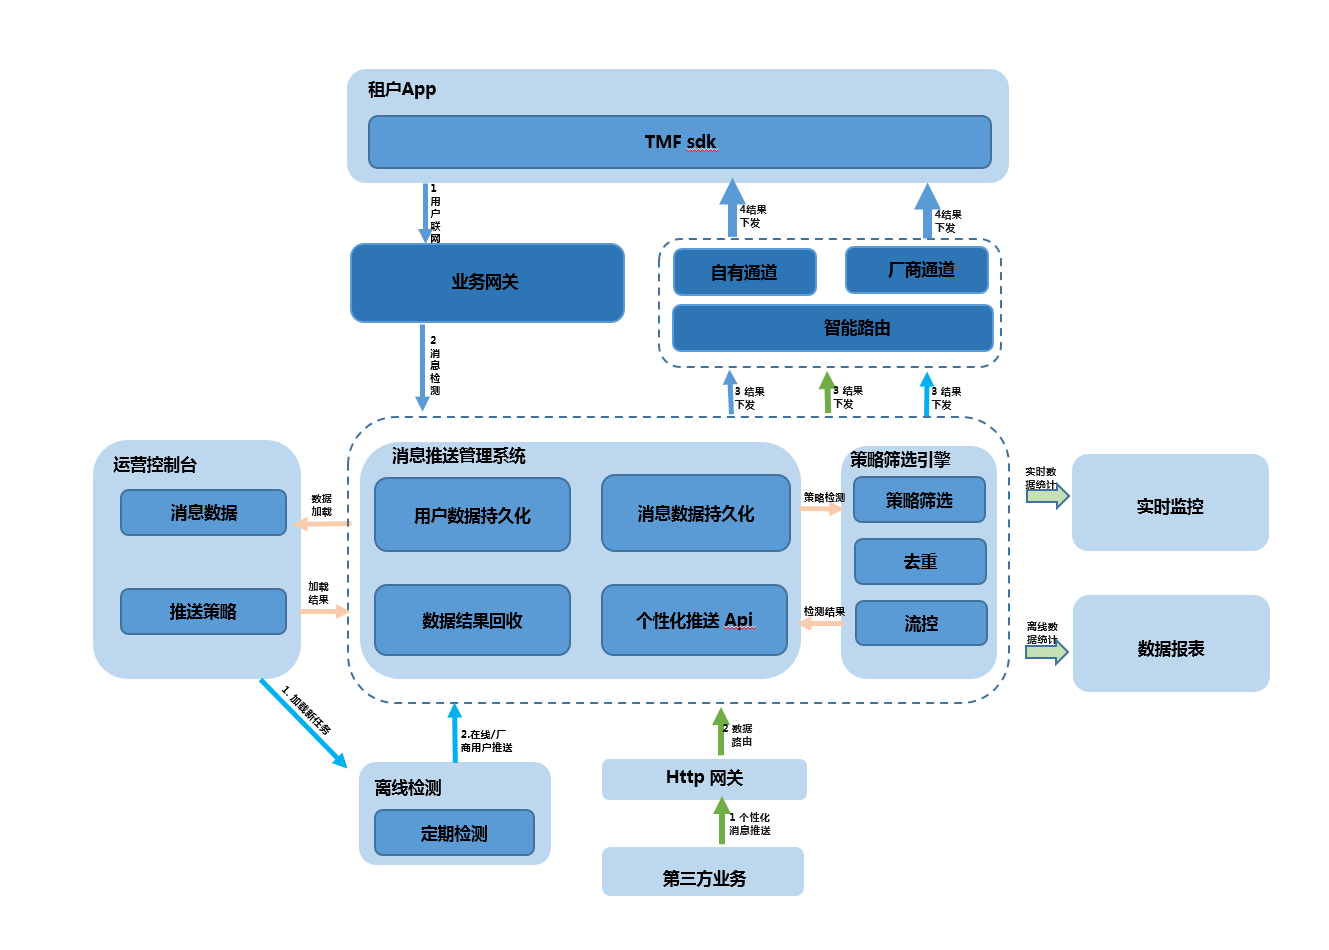 租户App
TMF sdk
1
用
户
联
网
4结果
下发
4结果
下发
业务网关
自有通道
厂商通道
智能路由
2
消
息
检
测
3 结果
下发
3 结果
下发
3 结果
下发
运营控制台
消息数据
推送策略
数据
加载
加载
结果
消息推送管理系统
用户数据持久化
消息数据持久化
数据结果回收
个性化推送 Api
策略检测
检测结果
策略筛选引擎
策略筛选
去重
流控
实时数
据统计
实时监控
离线数
据统计
数据报表
1. 加载新任务
2.在线/厂
商用户推送
2 数据
路由
离线检测
定期检测
Http 网关
1 个性化
消息推送
第三方业务